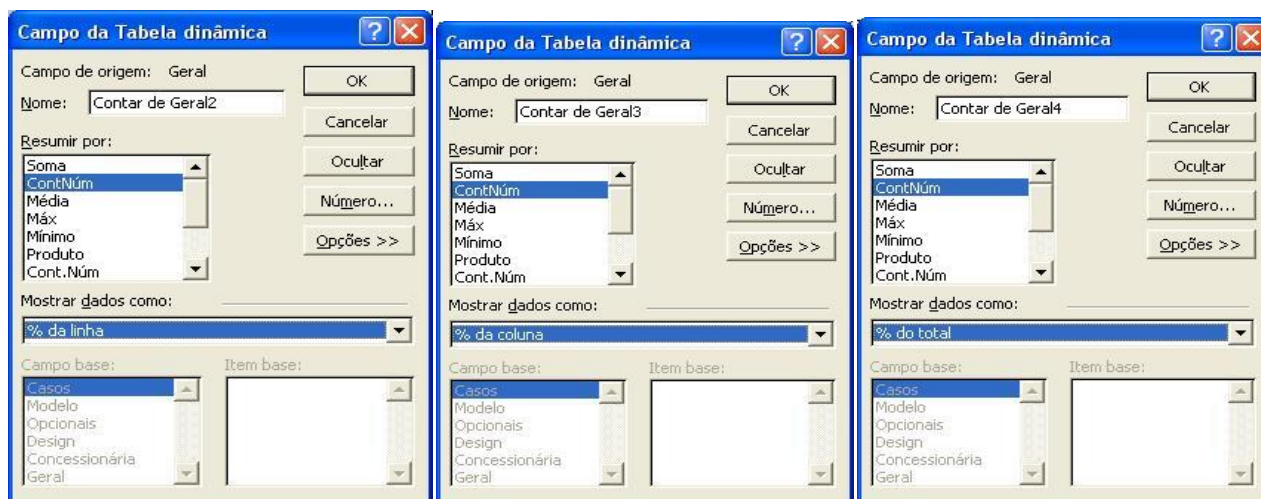 Campo da Tabela dinâmica
Campo de origem: Geral
OK
Nome: Contar de Geral2
Cancelar
Resumir por:
Soma
ContNúm
Média
Máx
Mínimo
Produto
Cont.Núm
Ocultar
Número...
Opções >>
Mostrar dados como:
% da linha
Campo base:
Item base:
Casos
Modelo
Opcionais
Design
Concessionária
Geral
Campo da Tabela dinâmica
Campo de origem: Geral
OK
Nome: Contar de Geral3
Cancelar
Resumir por:
Soma
ContNúm
Média
Máx
Mínimo
Produto
Cont.Núm
Ocultar
Número...
Opções >>
Mostrar dados como:
% da coluna
Campo base:
Item base:
Casos
Modelo
Opcionais
Design
Concessionária
Geral
Campo da Tabela dinâmica
Campo de origem: Geral
OK
Nome: Contar de Geral4
Cancelar
Resumir por:
Soma
ContNúm
Média
Máx
Mínimo
Produto
Cont.Núm
Ocultar
Número...
Opções >>
Mostrar dados como:
% do total
Campo base:
Item base:
Casos
Modelo
Opcionais
Design
Concessionária
Geral